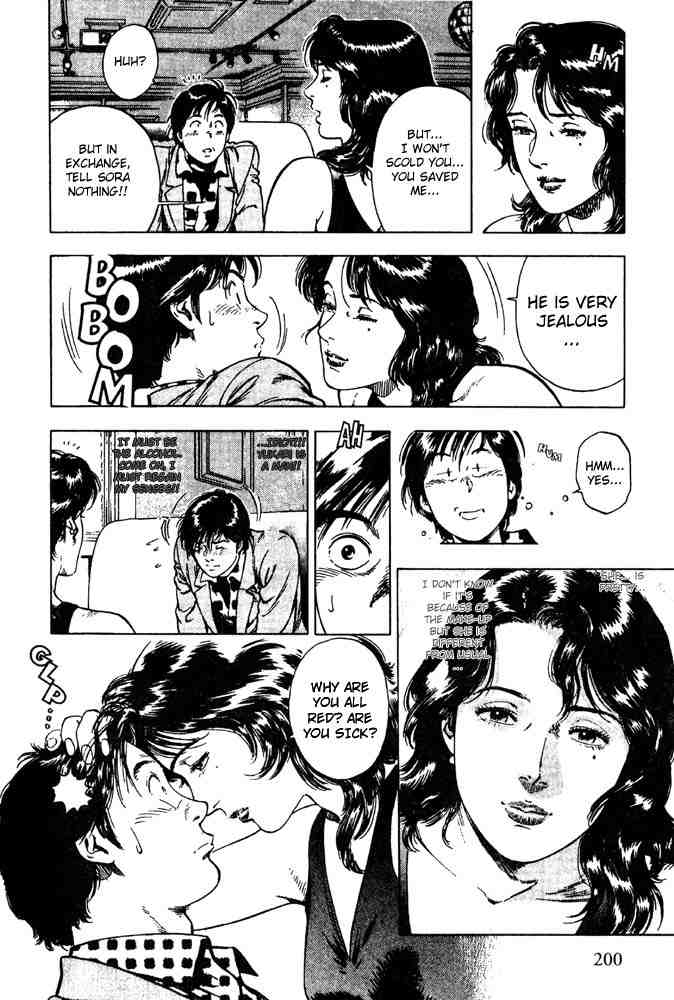 HM
BUT...
I WON'T
SCOLD YOU...
YOU SAVED
ME...
HUH?
BUT IN
EXCHANGE,
TELL SORA
NOTHING!!
HE IS VERY
JEALOUS
...
BO
BOM
HMM...
YES...
HUM
AH
...IDIOT!!!
YUKARI IS
A MAN!!
IT MUST BE
THE ALCOHOL.
COME ON, I
MUST REGAIN
MY SENSES!!
SHE... IS
I DON'T KNOW
IF IT'S
BECAUSE OF
THE MAKE-UP
BUT SHE IS
DIFFERENT
FROM USUAL
...
WHY ARE
YOU ALL
RED? ARE
YOU SICK?
GLP...
200